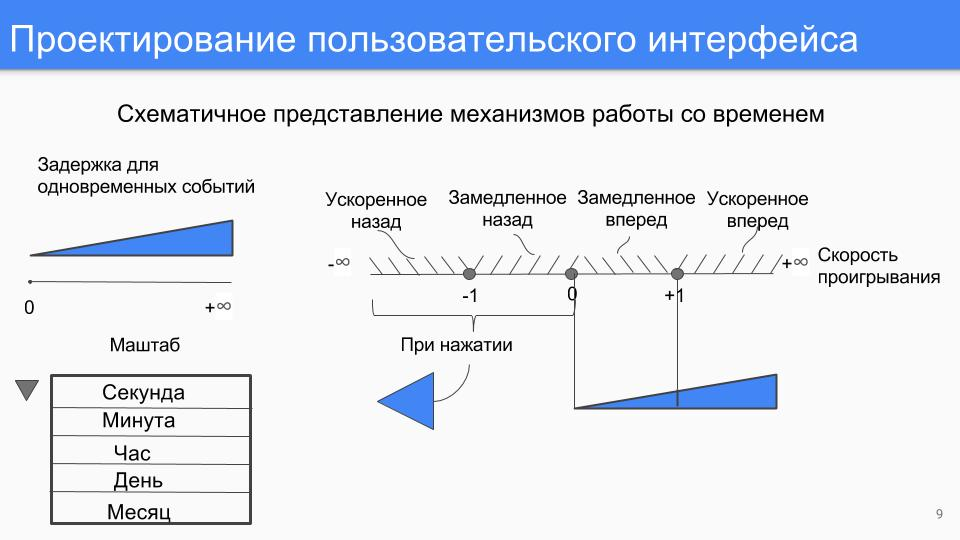 Проектирование пользовательского интерфейса
Схематичное представление механизмов работы со временем
Задержка для
одновременных событий
0
+∞
Маштаб
Секунда
Минута
Час
День
Месяц
Ускоренное
назад
Замедленное
назад
Замедленное
вперед
Ускоренное
вперед
-∞
+∞
Скорость
проигрывания
-1
0
+1
При нажатии
9